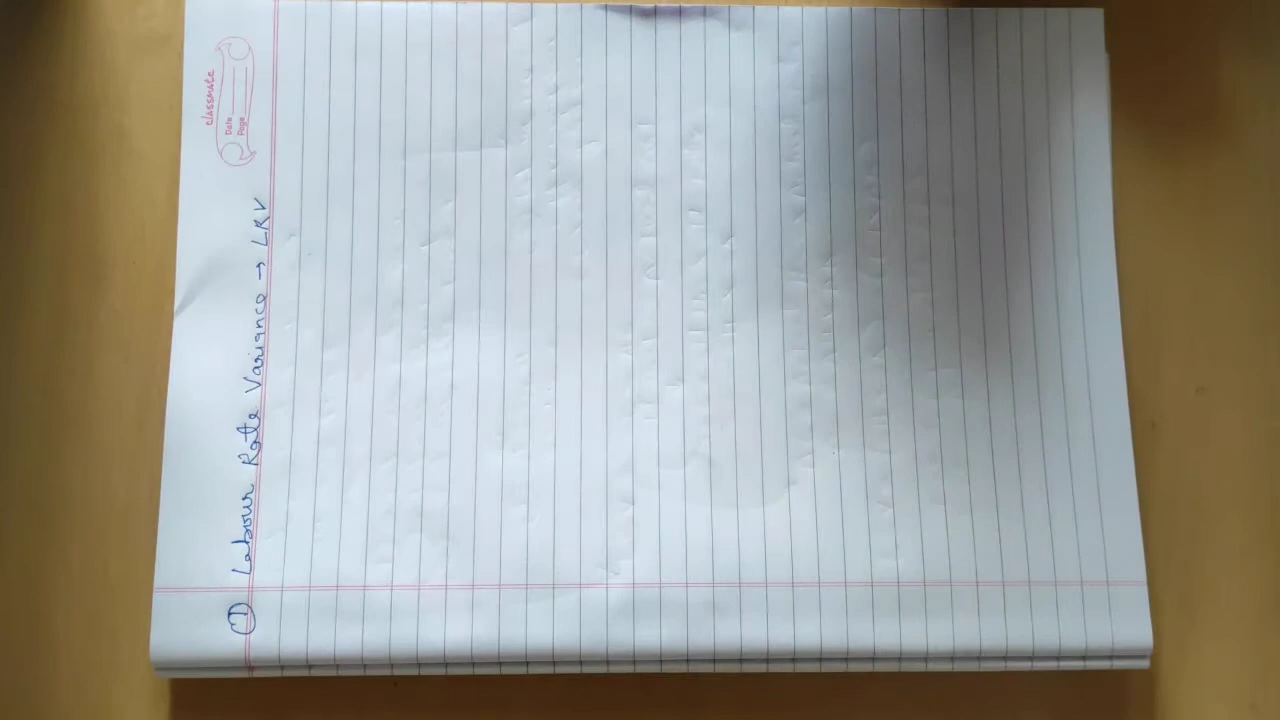 classmate
Date
Page
① Labour Rate Variance → LRV